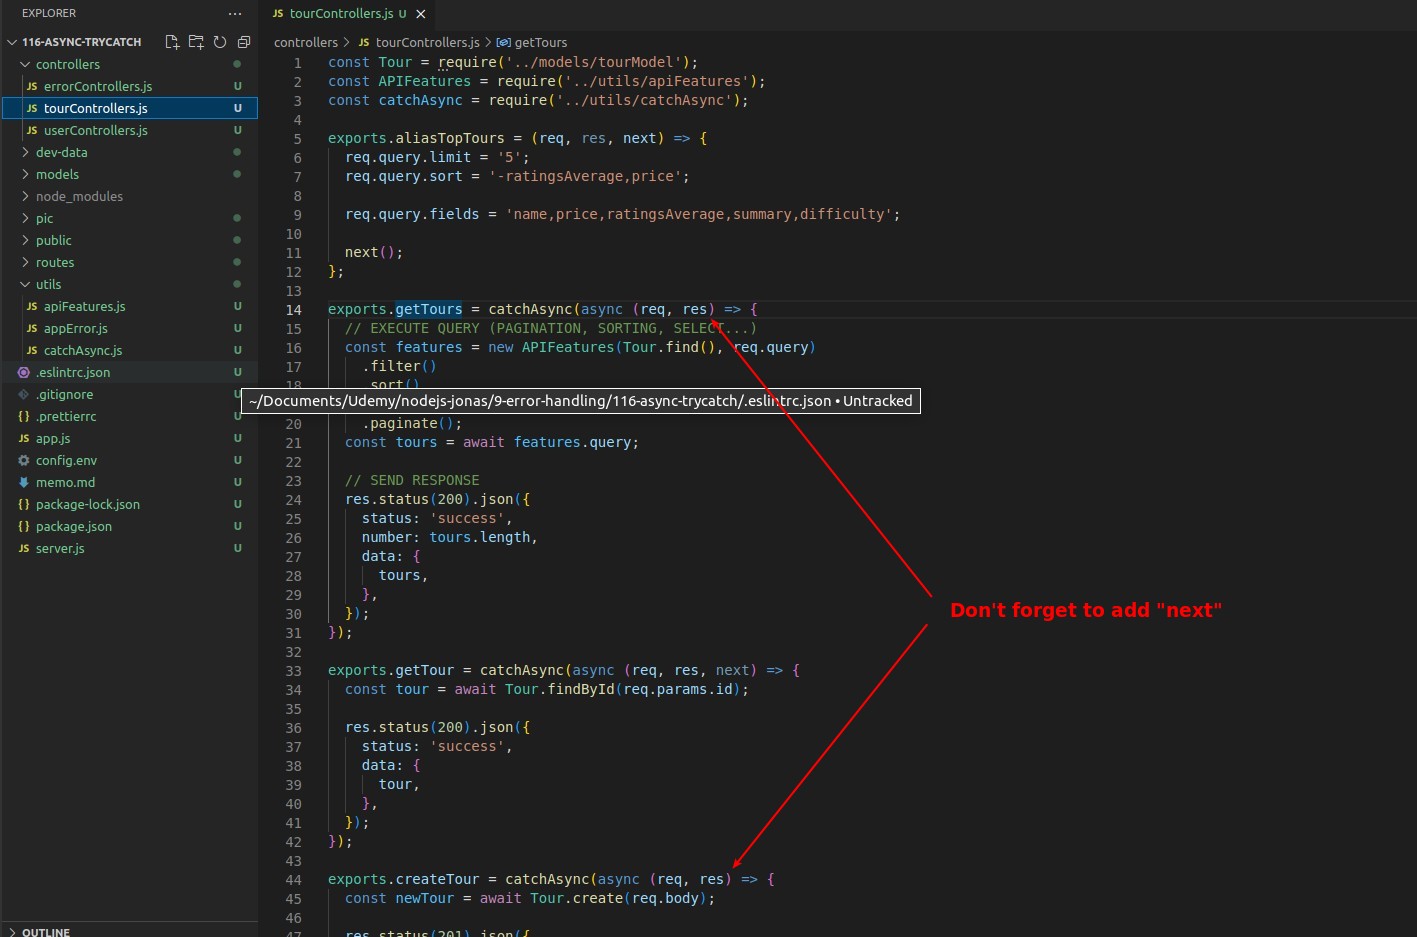 EXPLORER
116-ASYNC-TRYCATCH
controllers
JS errorControllers.js U
JS tourControllers.js U
JS userControllers.js U
dev-data
models
node_modules
pic
public
routes
utils
JS apiFeatures.js U
JS appError.js U
JS catchAsync.js U
.eslintrc.json U
.gitignore U
{ } .prettierrc U
JS app.js U
config.env U
memo.md U
{ } package-lock.json U
{ } package.json U
JS server.js U
OUTLINE
JS tourControllers.js U ×
controllers > JS tourControllers.js > getTours
1 const Tour = require('../models/tourModel');
2 const APIFeatures = require('../utils/apiFeatures');
3 const catchAsync = require('../utils/catchAsync');
4
5 exports.aliasTopTours = (req, res, next) => {
6 req.query.limit = '5';
7 req.query.sort = '-ratingsAverage,price';
8
9 req.query.fields = 'name,price,ratingsAverage,summary,difficulty';
10
11 next();
12 };
13
14 exports.getTours = catchAsync(async (req, res) => {
15 // EXECUTE QUERY (PAGINATION, SORTING, SELECT...)
16 const features = new APIFeatures(Tour.find(), req.query)
17 .filter()
18 .sort()
~/Documents/Udemy/nodejs-jonas/9-error-handling/116-async-trycatch/.eslintrc.json • Untracked
20 .paginate();
21 const tours = await features.query;
22
23 // SEND RESPONSE
24 res.status(200).json({
25 status: 'success',
26 number: tours.length,
27 data: {
28 tours,
29 },
30 });
31 });
32
33 exports.getTour = catchAsync(async (req, res, next) => {
34 const tour = await Tour.findById(req.params.id);
35
36 res.status(200).json({
37 status: 'success',
38 data: {
39 tour,
40 },
41 });
42 });
43
44 exports.createTour = catchAsync(async (req, res) => {
45 const newTour = await Tour.create(req.body);
46
47 res.status(201).json({
Don't forget to add "next"